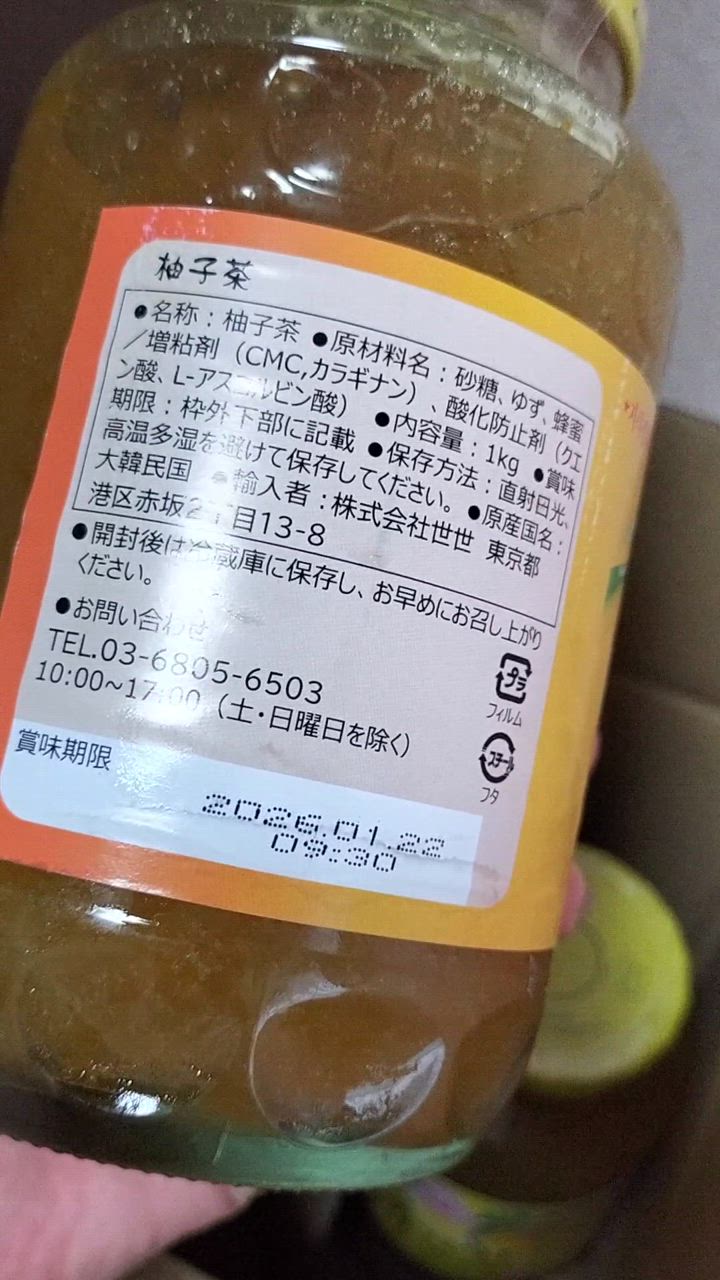 柚子茶
●名称：柚子茶 ●原材料名：砂糖、ゆず、蜂蜜
／増粘剤（CMC,カラギナン）、酸化防止剤（クエ
ン酸、L-アスコルビン酸） ●内容量：1kg ●賞味
期限：枠外下部に記載 ●保存方法：直射日光、
高温多湿を避けて保存してください。 ●原産国名：
大韓民国 ●輸入者：株式会社世世 東京都
港区赤坂2丁目13-8
●開封後は冷蔵庫に保存し、お早めにお召し上がり
ください。
●お問い合わせ
TEL.03-6805-6503
10:00~17:00（土・日曜日を除く）
プラ
フィルム
スチール
フタ
賞味期限
2026.01.22
09:30